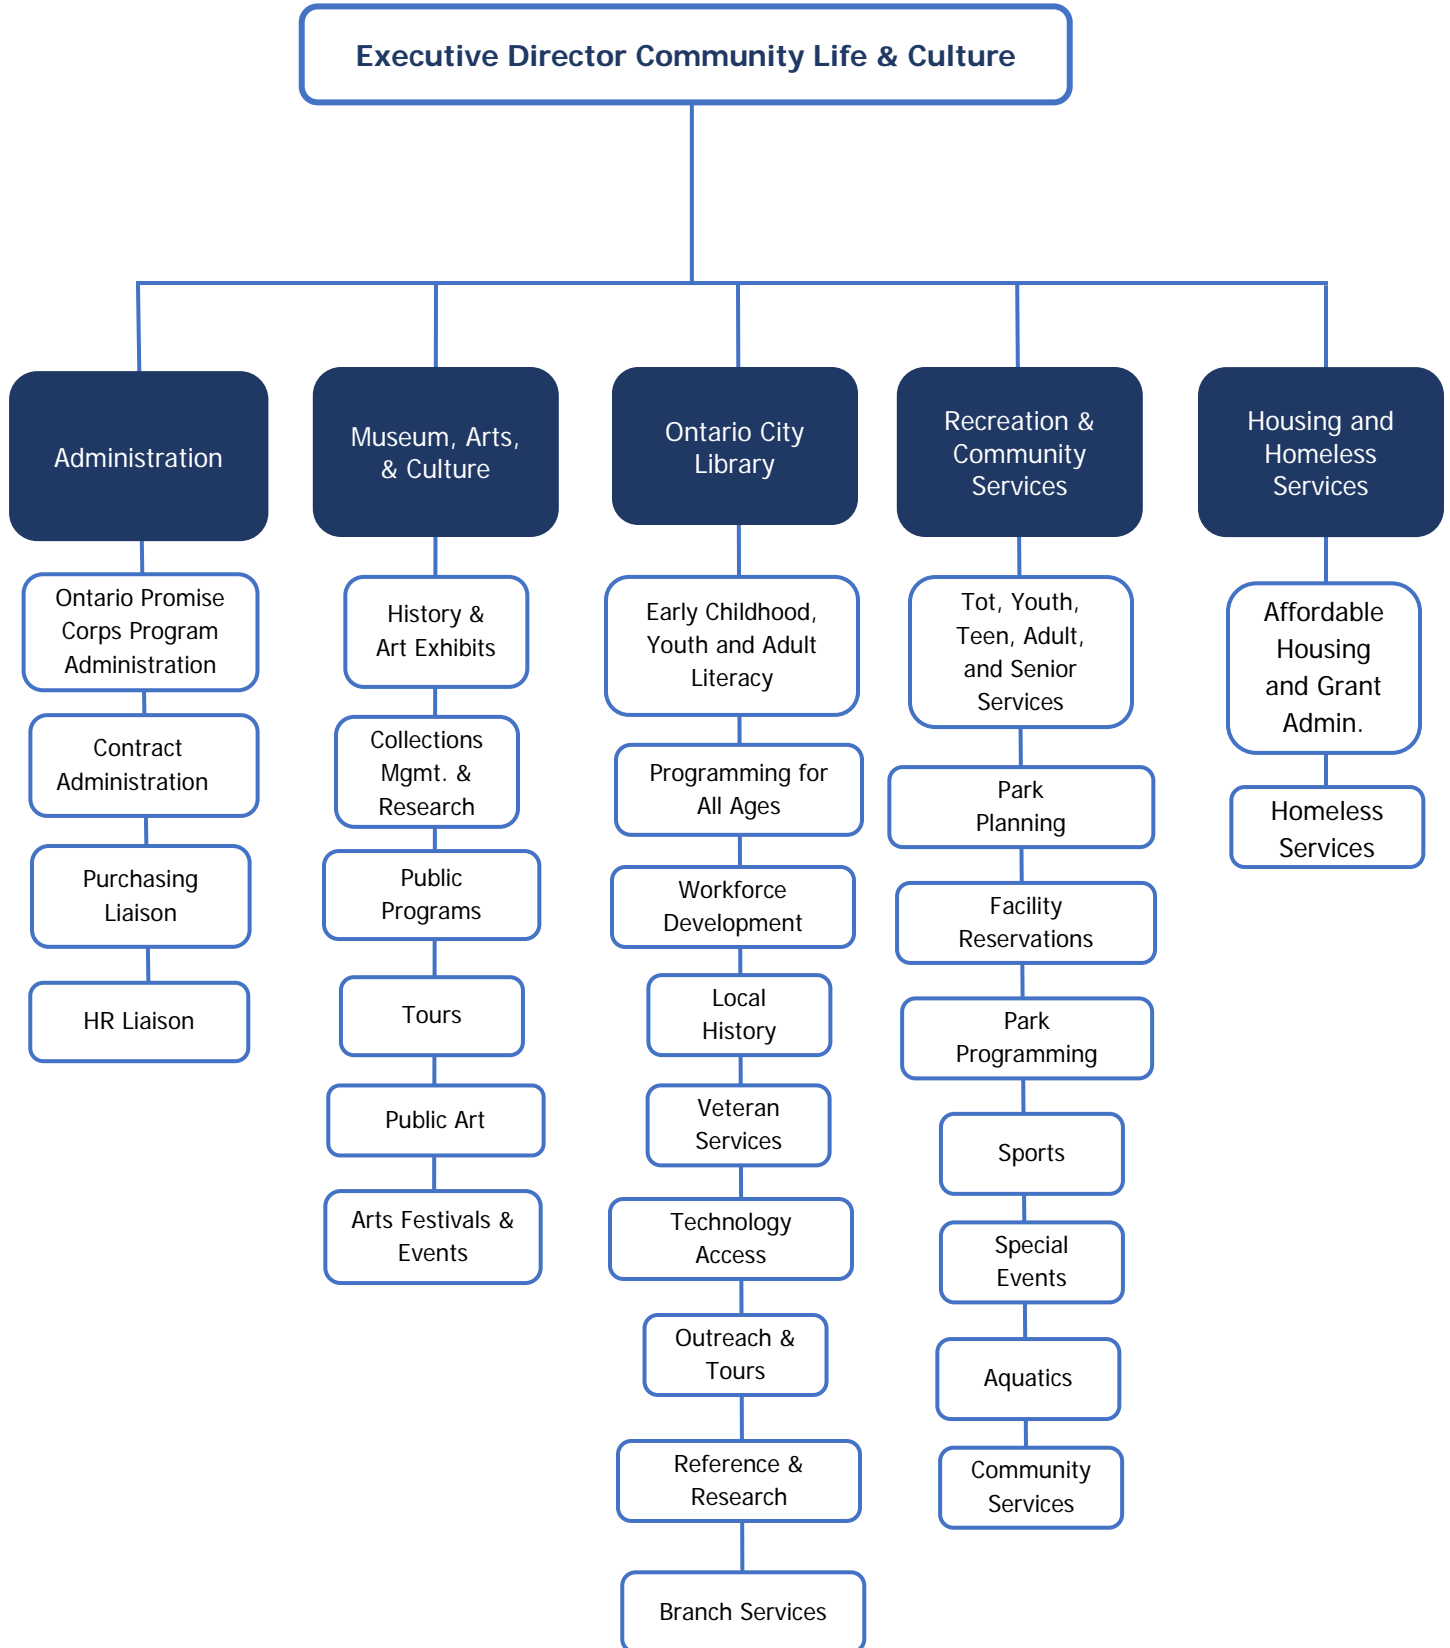 Executive Director Community Life & Culture
Administration
Ontario Promise
Corps Program
Administration
Contract
Administration
Purchasing
Liaison
HR Liaison
Museum, Arts,
& Culture
History &
Art Exhibits
Collections
Mgmt. &
Research
Public
Programs
Tours
Public Art
Arts Festivals &
Events
Ontario City
Library
Early Childhood,
Youth and Adult
Literacy
Programming for
All Ages
Workforce
Development
Local
History
Veteran
Services
Technology
Access
Outreach &
Tours
Reference &
Research
Branch Services
Recreation &
Community
Services
Tot, Youth,
Teen, Adult,
and Senior
Services
Park
Planning
Facility
Reservations
Park
Programming
Sports
Special
Events
Aquatics
Community
Services
Housing and
Homeless
Services
Affordable
Housing
and Grant
Admin.
Homeless
Services